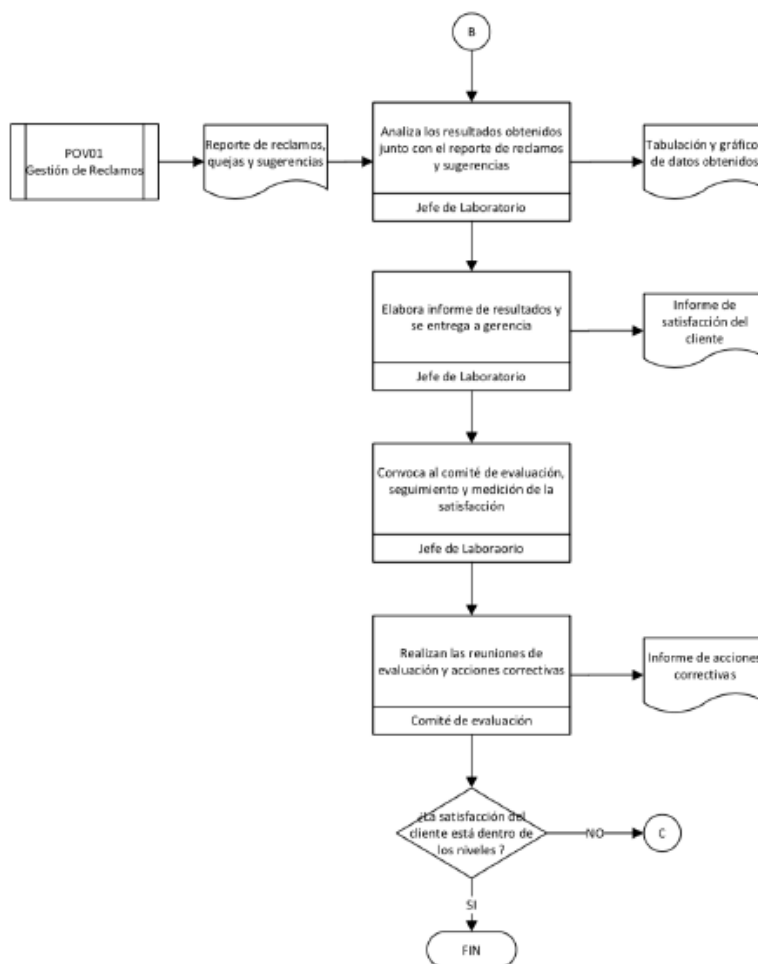 B
POV01
Gestión de Reclamos
Reporte de reclamos,
quejas y sugerencias
Analiza los resultados obtenidos
junto con el reporte de reclamos
y sugerencias
Jefe de Laboratorio
Tabulación y gráfico
de datos obtenidos
Elabora informe de resultados y
se entrega a gerencia
Jefe de Laboratorio
Informe de
satisfacción del
cliente
Convoca al comité de evaluación,
seguimiento y medición de la
satisfacción
Jefe de Laboraorio
Realizan las reuniones de
evaluación y acciones correctivas
Comité de evaluación
Informe de acciones
correctivas
¿La satisfacción del
cliente está dentro de
los niveles ?
NO
C
SI
FIN